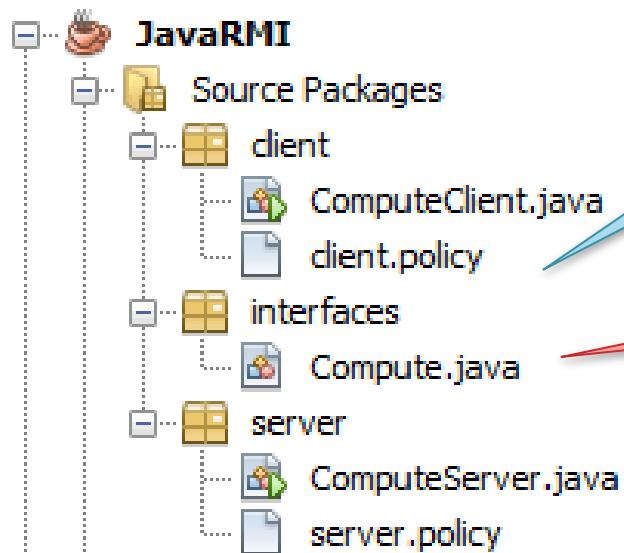 JavaRMI
Source Packages
client
ComputeClient.java
client.policy
interfaces
Compute.java
server
ComputeServer.java
server.policy